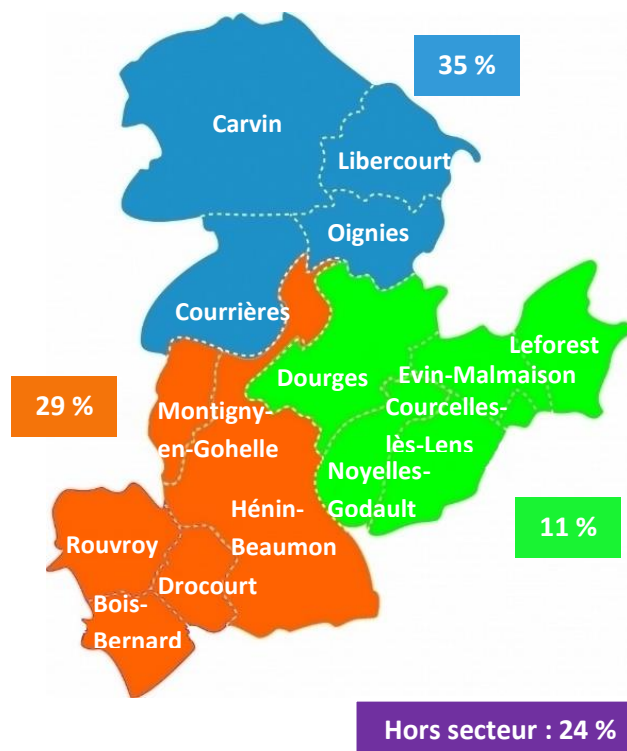 35 %
Carvin
Libercourt
Oignies
Courrières
Leforest
Dourges
Evin-Malmaison
29 %
Montigny-
en-Gohelle
Courcelles-
lès-Lens
Noyelles-
Godault
Hénin-
Beaumon
11 %
Rouvroy
Drocourt
Bois-
Bernard
Hors secteur : 24 %